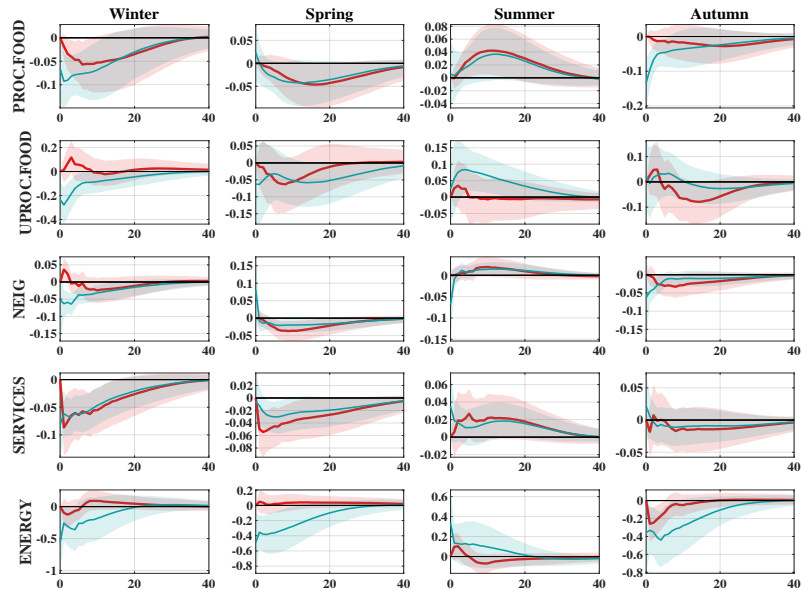 Winter Spring Summer Autumn
PROC.FOOD
0 -0.05 -0.1
0.05 0 -0.05
0.08 0.06 0.04 0.02 0 -0.02 -0.04
0 -0.1 -0.2
0 20 40 0 20 40 0 20 40 0 20 40
UPROC.FOOD
0.2 0 -0.2 -0.4
0.05 0 -0.05 -0.1 -0.15
0.15 0.1 0.05 0 -0.05
0.1 0 -0.1
0 20 40 0 20 40 0 20 40 0 20 40
NEIG
0.05 0 -0.05 -0.1 -0.15
0.15 0.1 0.05 0 -0.05
0 -0.05 -0.1 -0.15
0 -0.05 -0.1 -0.15
0 20 40 0 20 40 0 20 40 0 20 40
SERVICES
0 -0.05 -0.1
0.02 0 -0.02 -0.04 -0.06 -0.08
0.06 0.04 0.02 0 -0.02
0.05 0 -0.05
0 20 40 0 20 40 0 20 40 0 20 40
ENERGY
0 -0.5 -1
0.2 0 -0.2 -0.4 -0.6 -0.8
0.6 0.4 0.2 0 -0.2
0 -0.2 -0.4 -0.6 -0.8
0 20 40 0 20 40 0 20 40 0 20 40